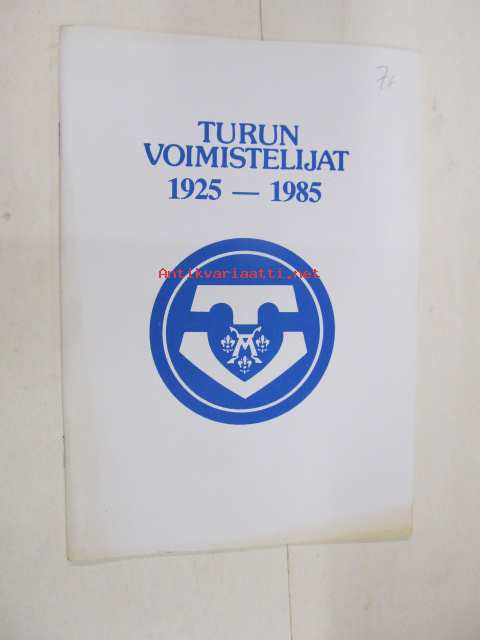 7,-
TURUN
VOIMISTELIJAT
1925 — 1985
Antikvariaatti.net
M